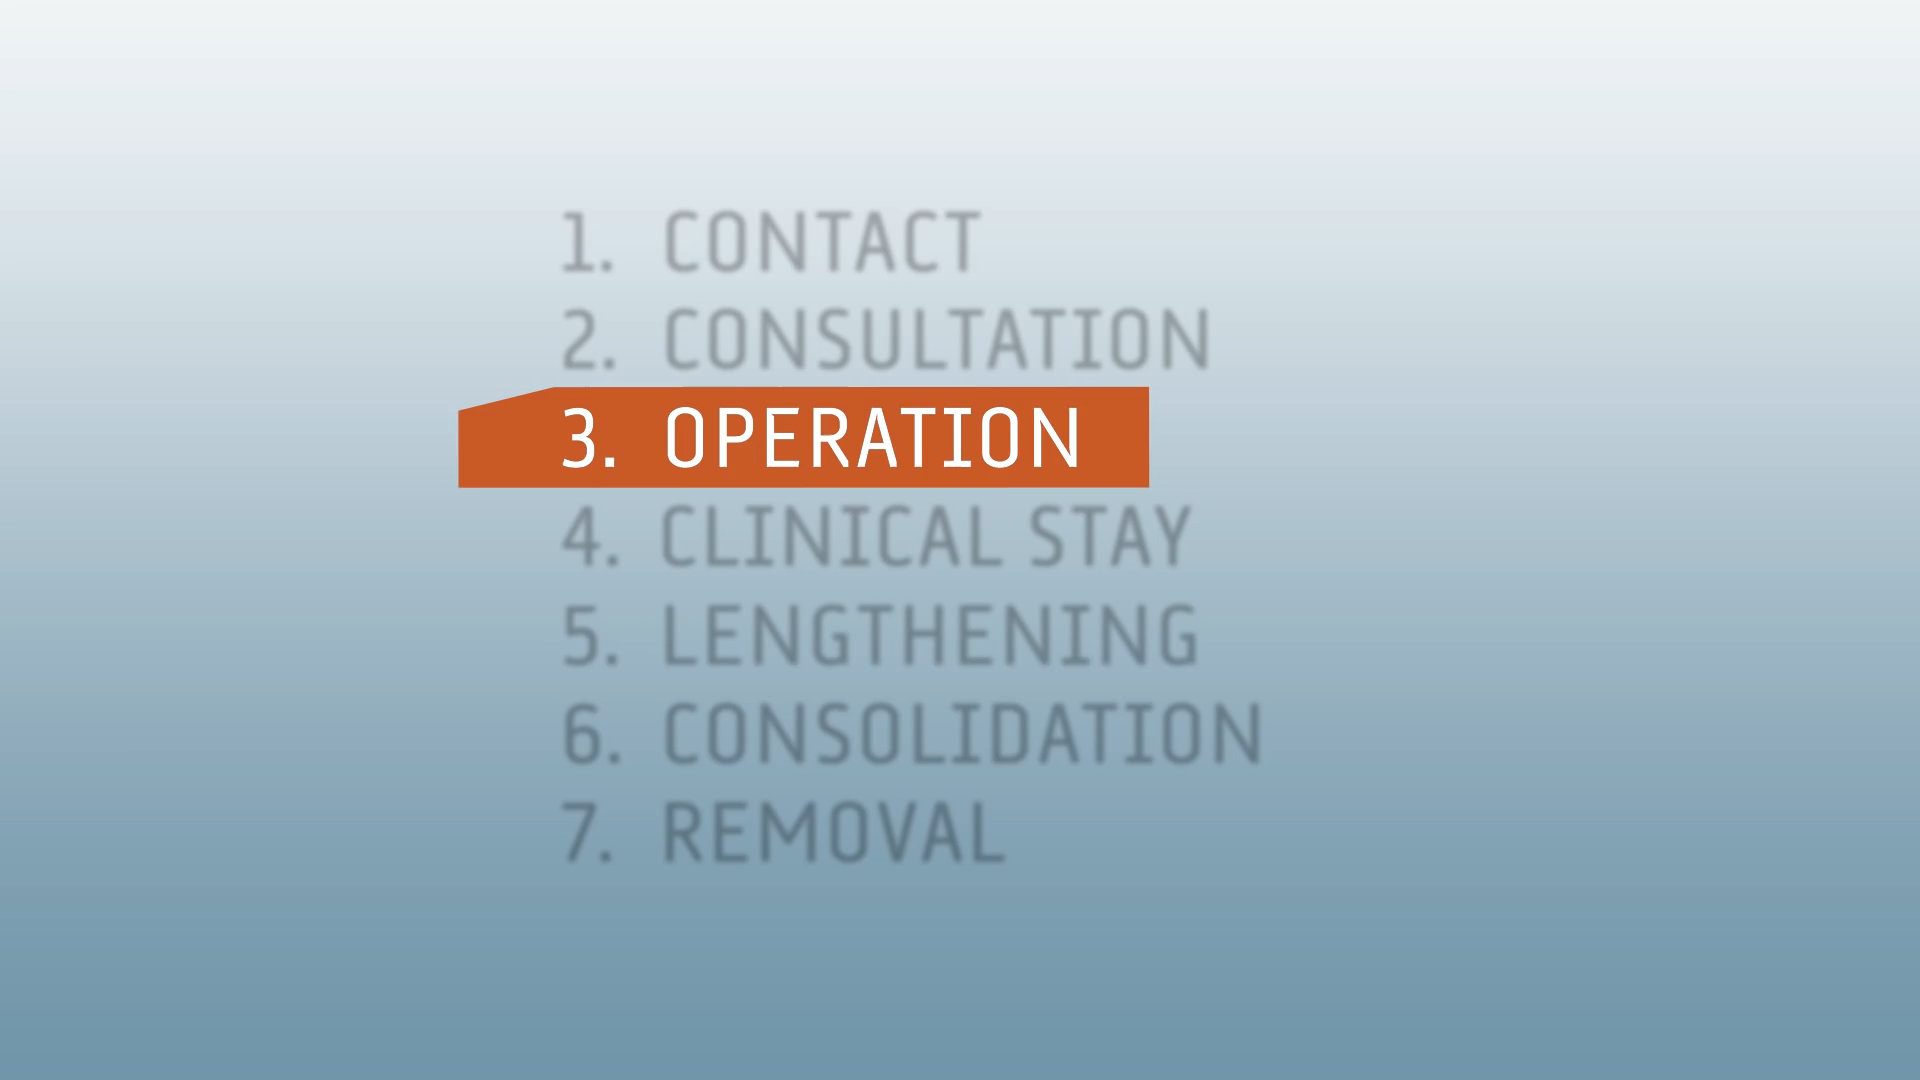 1. CONTACT
2. CONSULTATION
3. OPERATION
4. CLINICAL STAY
5. LENGTHENING
6. CONSOLIDATION
7. REMOVAL